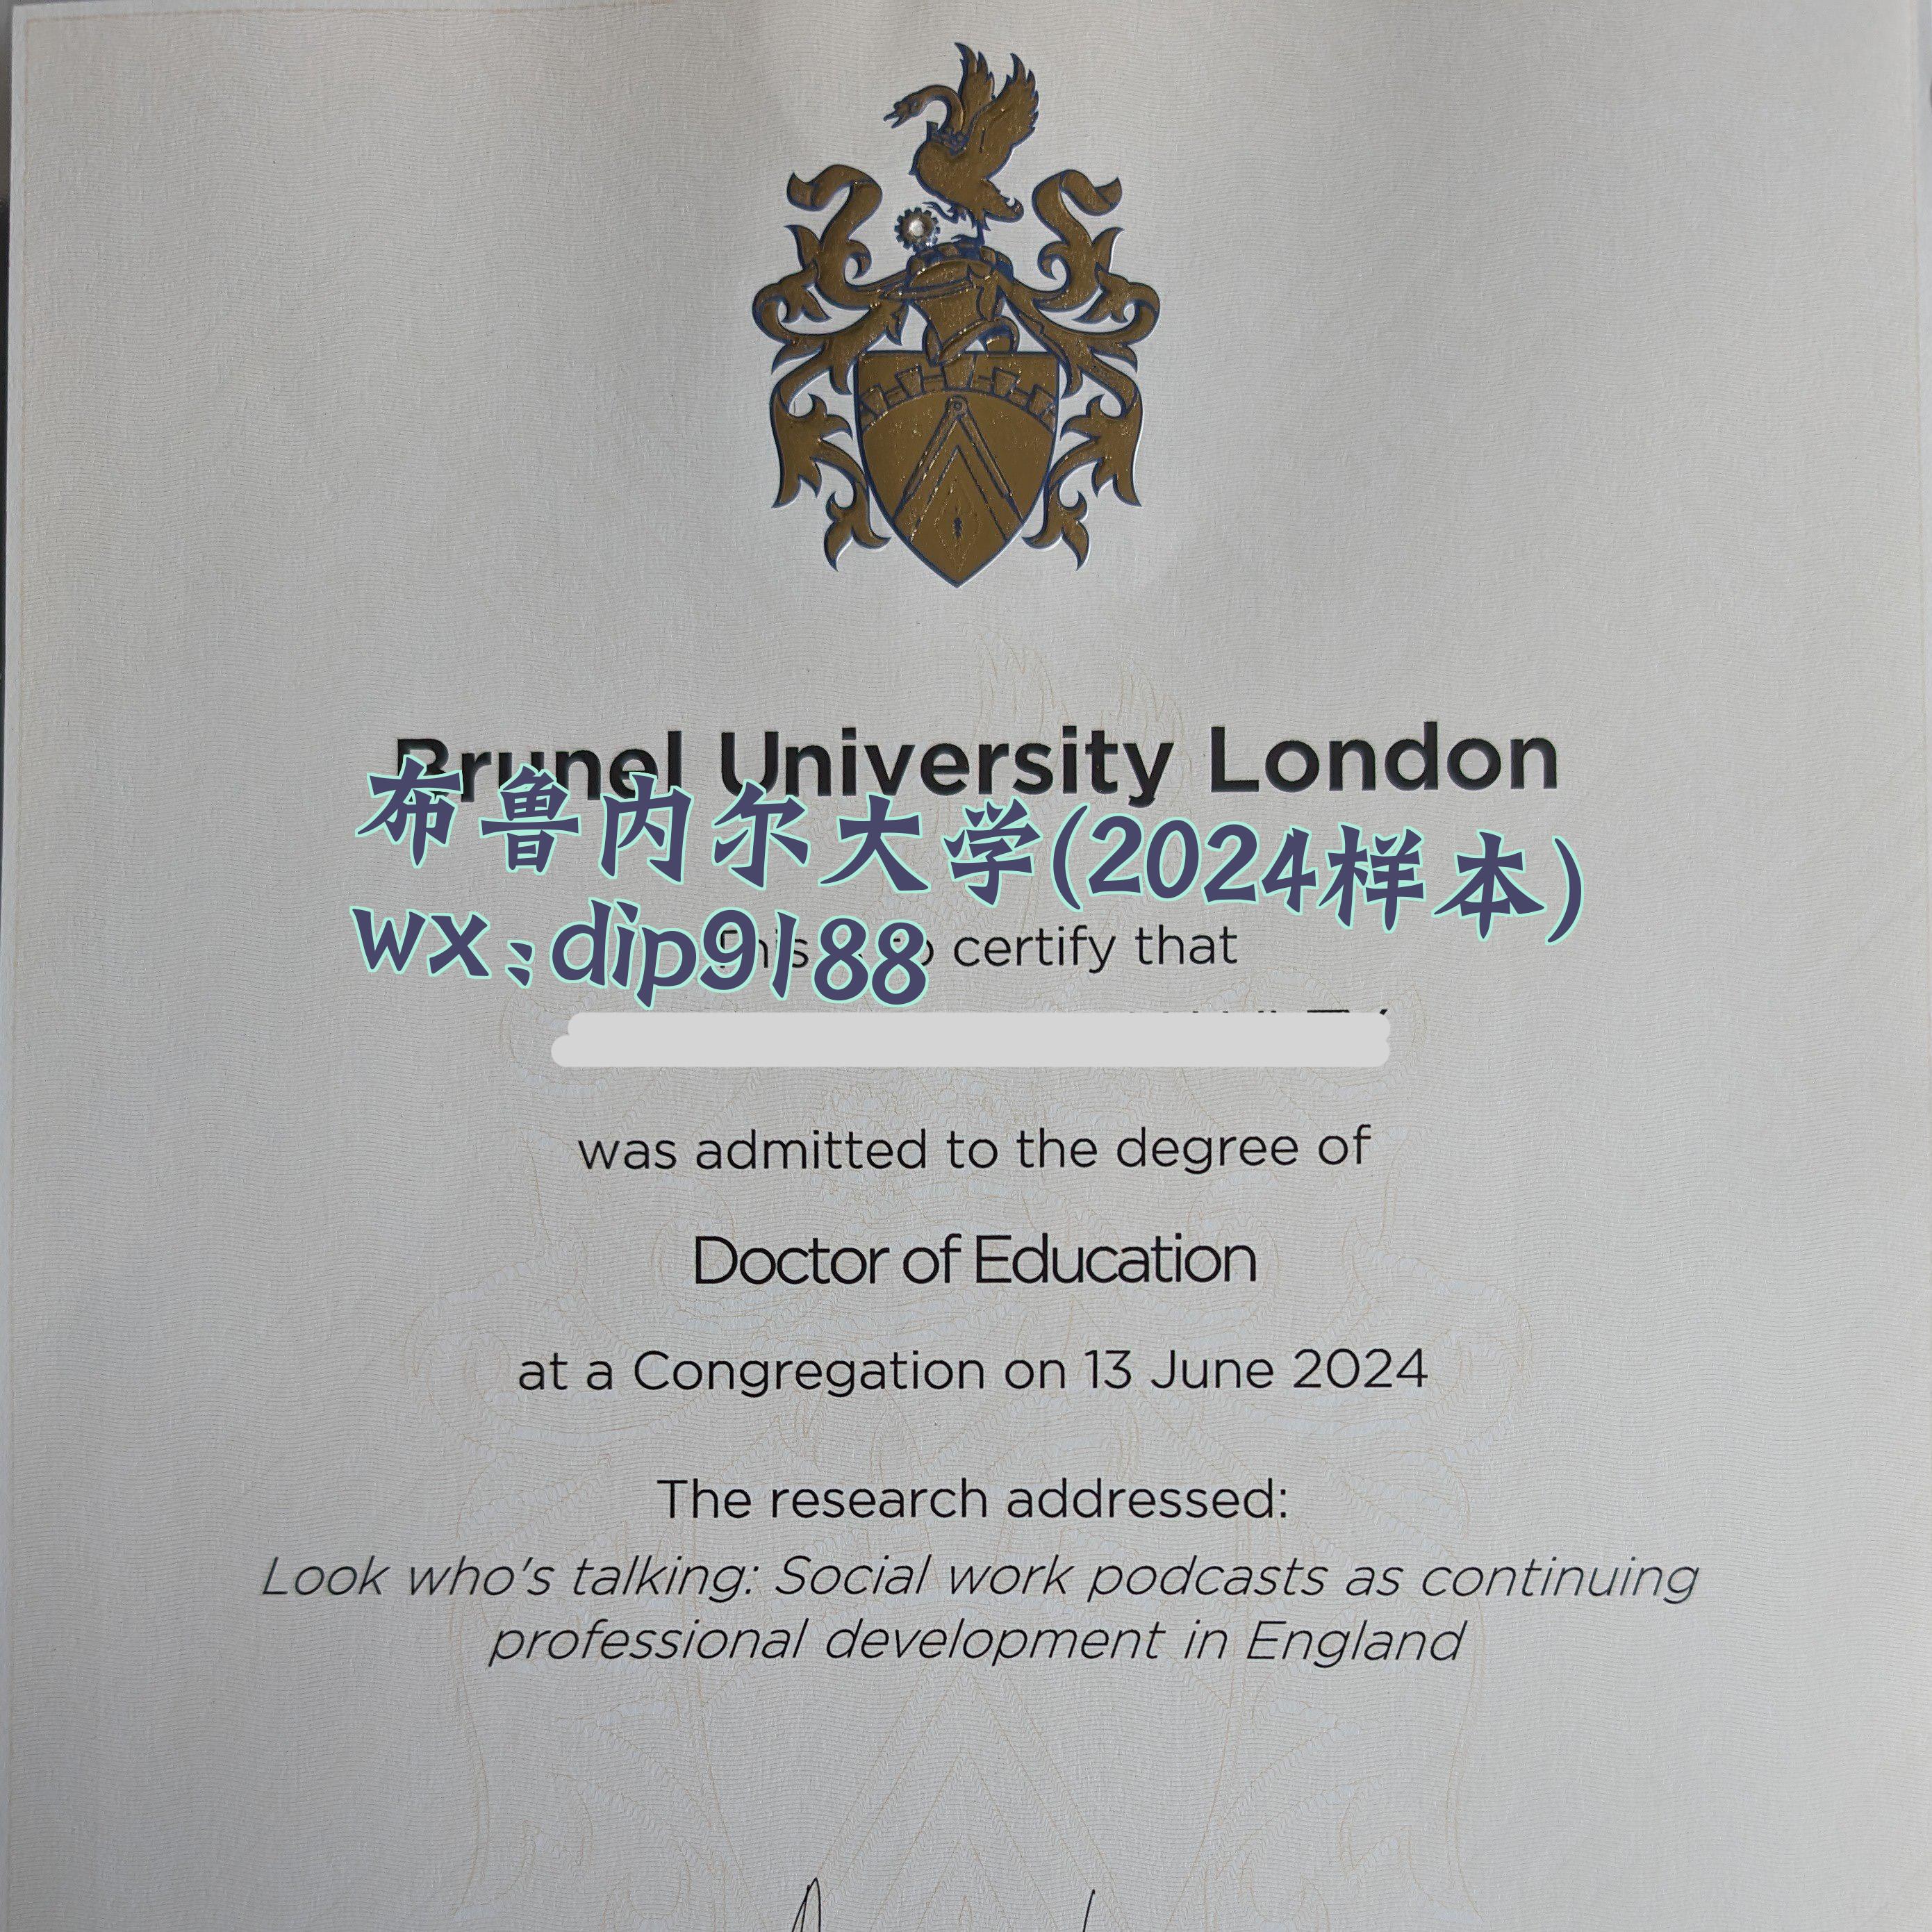 Brunel University London
布鲁内尔大学(2024样本)
wx:dip9188
This to certify that
was admitted to the degree of
Doctor of Education
at a Congregation on 13 June 2024
The research addressed:
Look who's talking: Social work podcasts as continuing
professional development in England